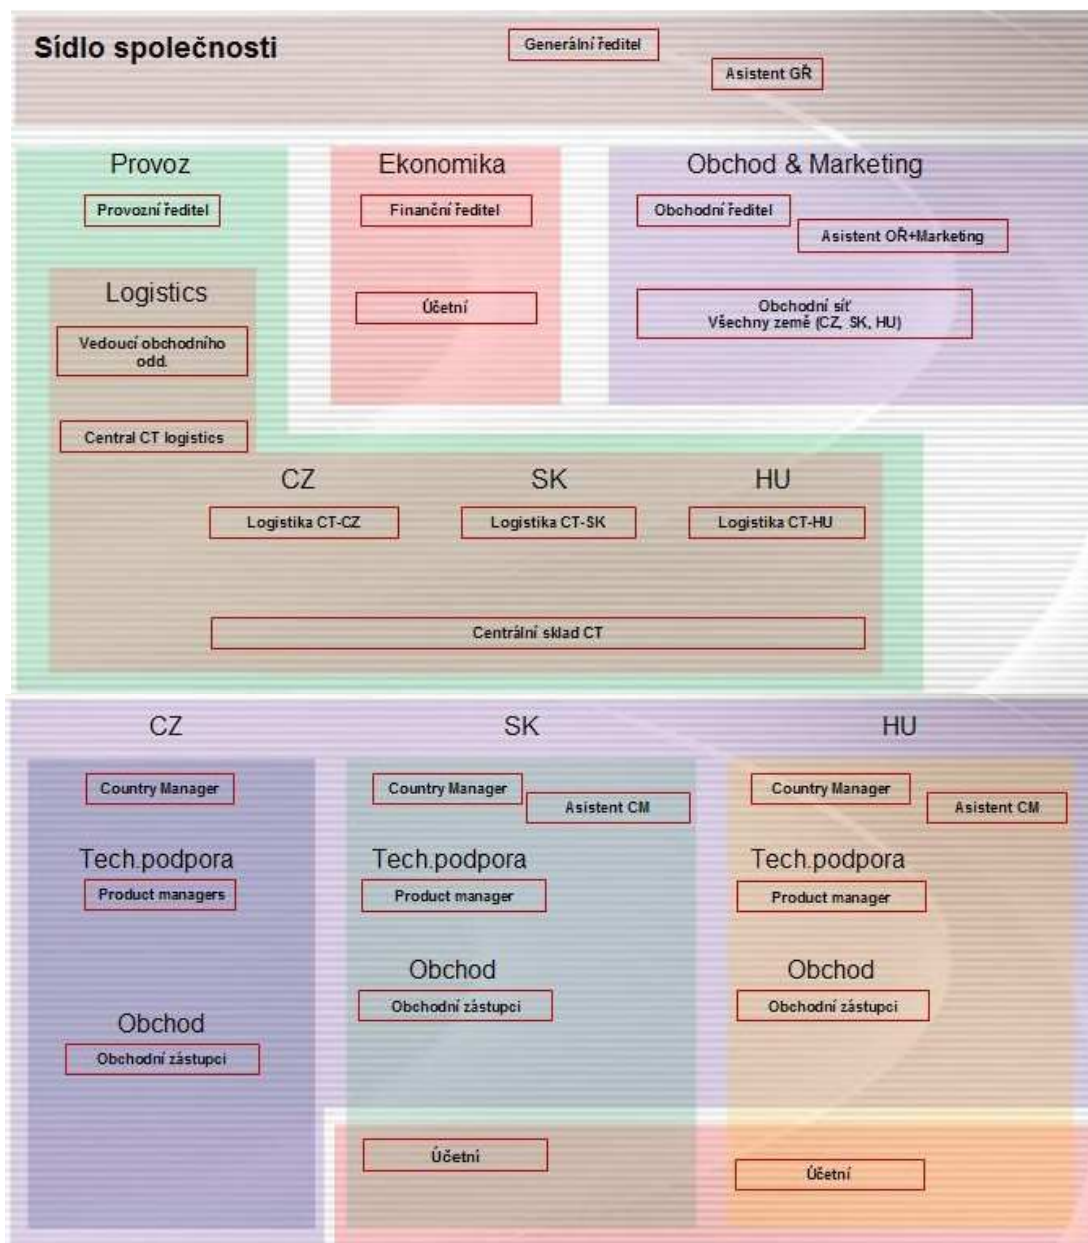 Sídlo společnosti
Generální ředitel
Asistent GŘ
Provoz
Provozní ředitel
Logistics
Vedoucí obchodního
odd.
Central CT logistics
Ekonomika
Finanční ředitel
Účetní
Obchod & Marketing
Obchodní ředitel
Asistent OŘ+Marketing
Obchodní síť
Všechny země (CZ, SK, HU)
CZ
SK
HU
Logistika CT-CZ
Logistika CT-SK
Logistika CT-HU
Centrální sklad CT
CZ
Country Manager
Tech.podpora
Product managers
Obchod
Obchodní zástupci
SK
Country Manager
Asistent CM
Tech.podpora
Product manager
Obchod
Obchodní zástupci
Účetní
HU
Country Manager
Asistent CM
Tech.podpora
Product manager
Obchod
Obchodní zástupci
Účetní